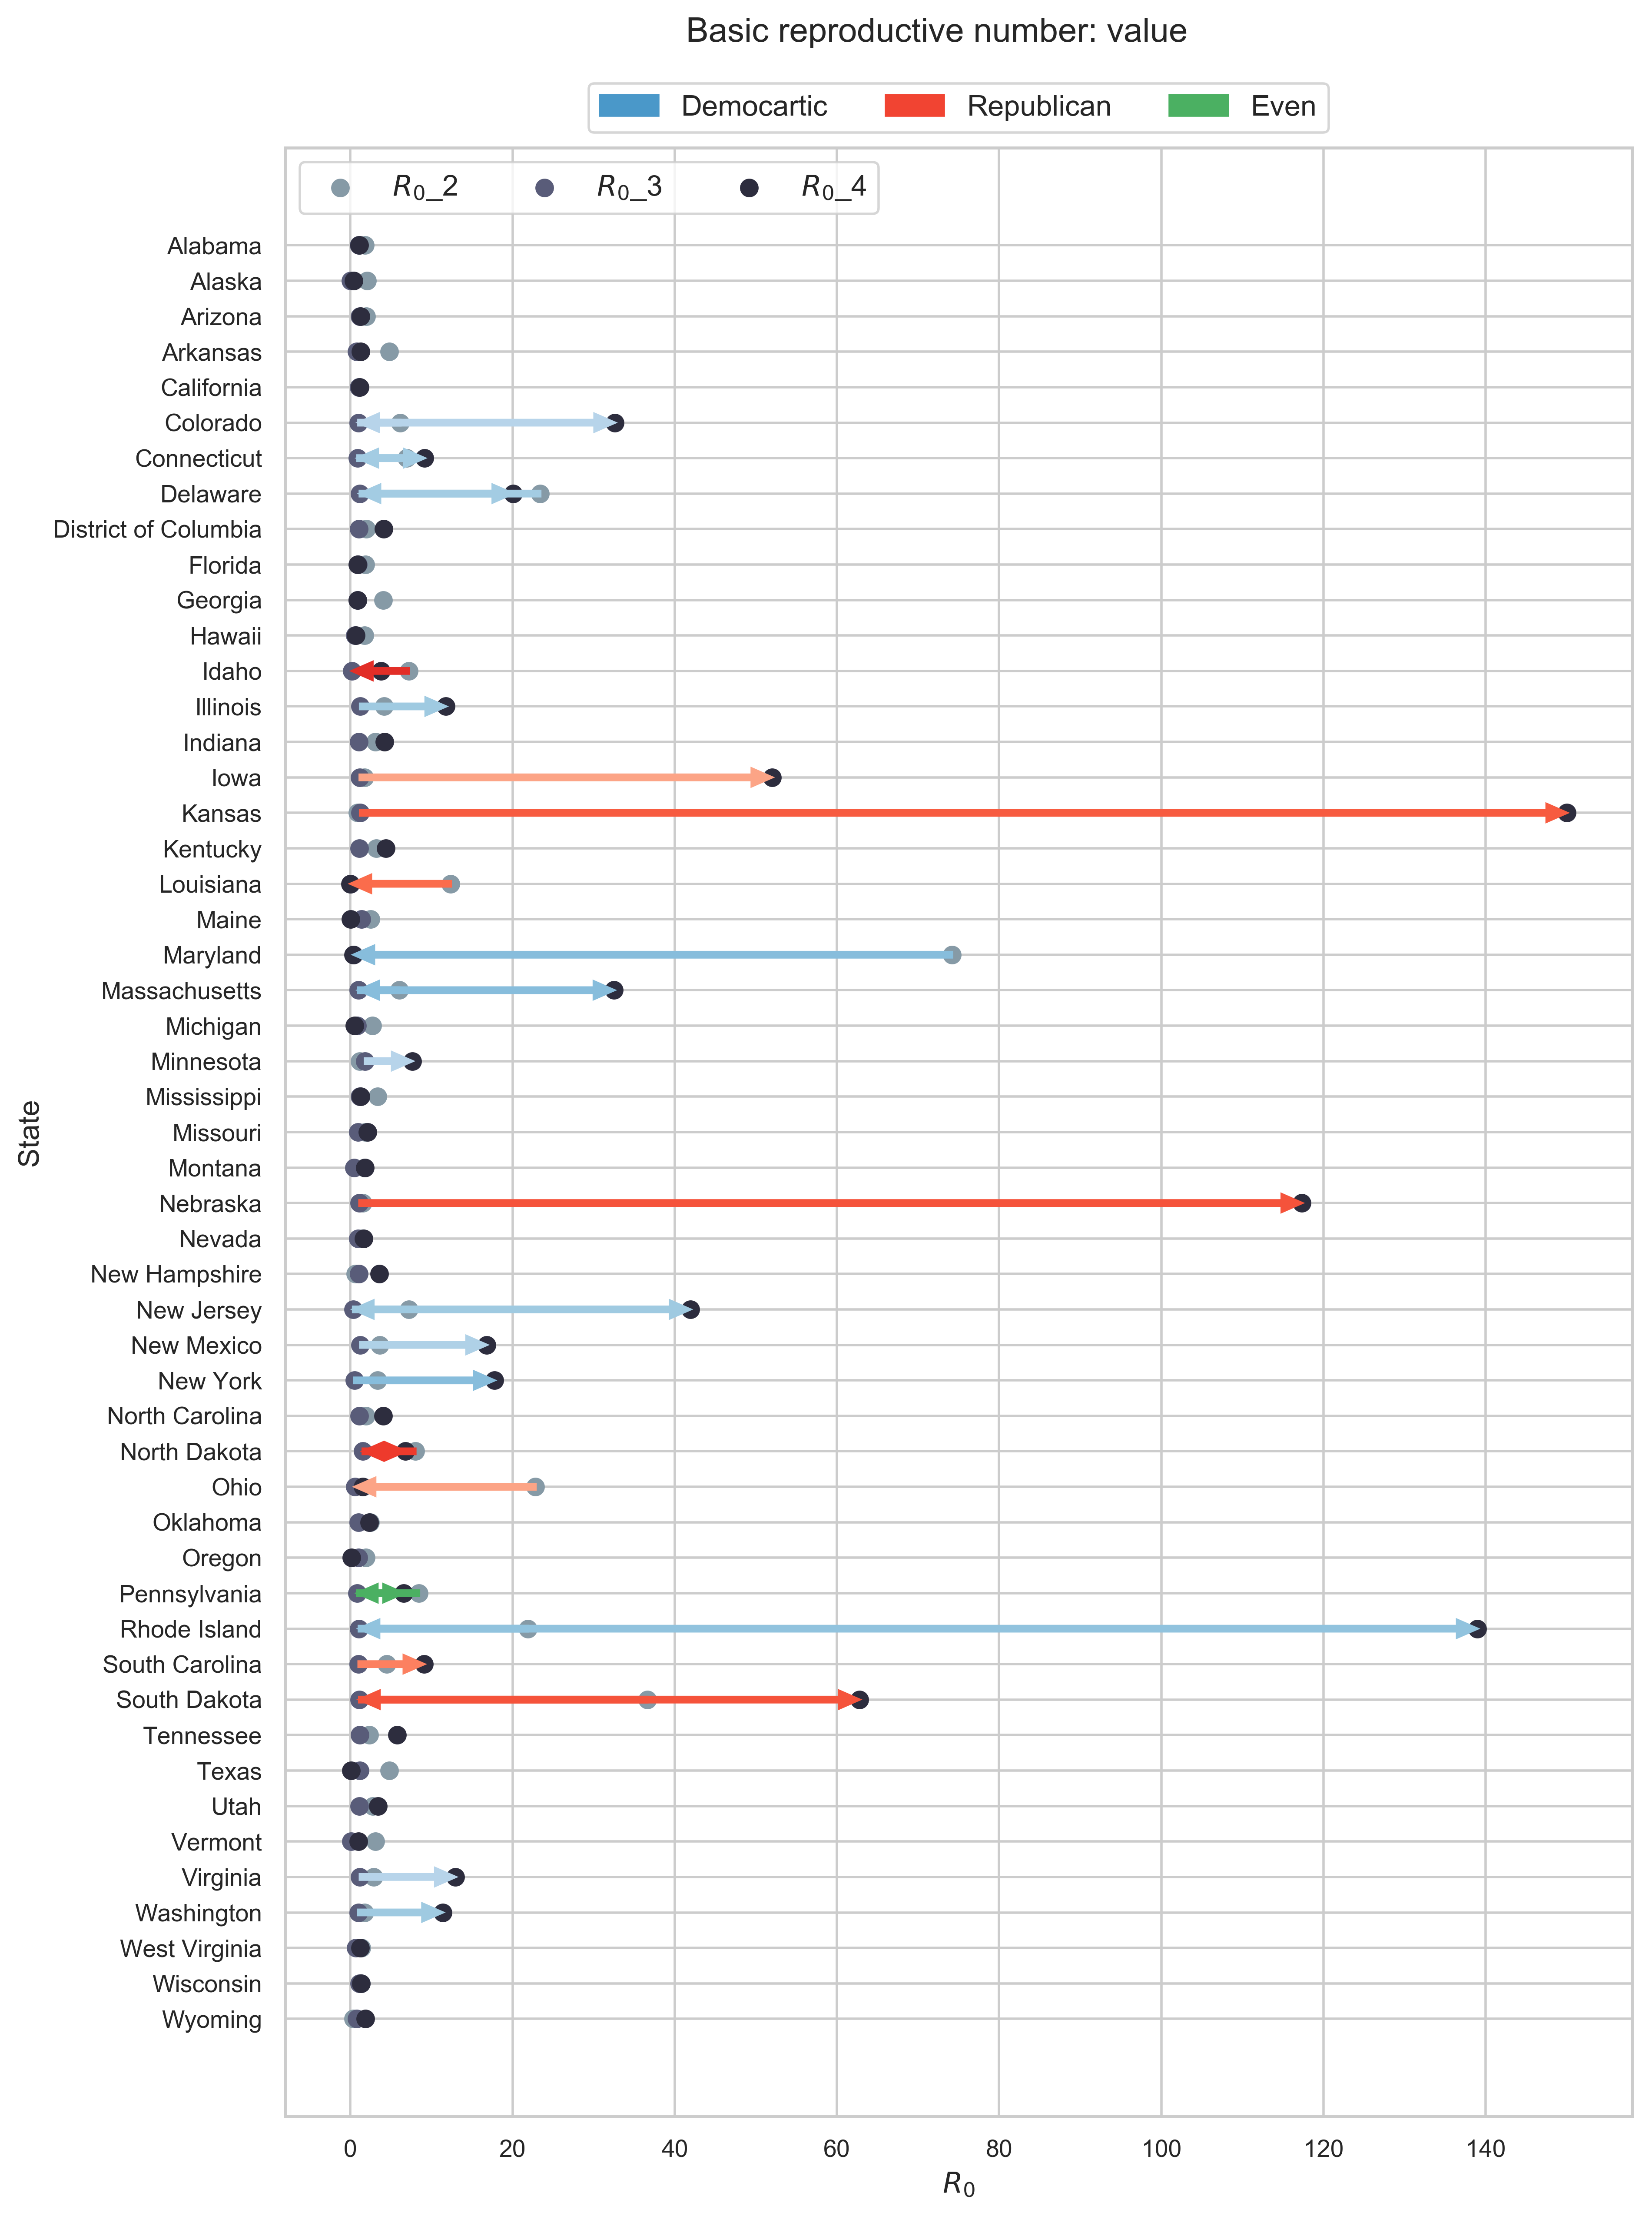 Basic reproductive number: value
Democartic Republican Even
R₀_2 R₀_3 R₀_4
Alabama
Alaska
Arizona
Arkansas
California
Colorado
Connecticut
Delaware
District of Columbia
Florida
Georgia
Hawaii
Idaho
Illinois
Indiana
Iowa
Kansas
Kentucky
Louisiana
Maine
Maryland
Massachusetts
Michigan
Minnesota
Mississippi
Missouri
Montana
Nebraska
Nevada
New Hampshire
New Jersey
New Mexico
New York
North Carolina
North Dakota
Ohio
Oklahoma
Oregon
Pennsylvania
Rhode Island
South Carolina
South Dakota
Tennessee
Texas
Utah
Vermont
Virginia
Washington
West Virginia
Wisconsin
Wyoming
State
0 20 40 60 80 100 120 140
R₀